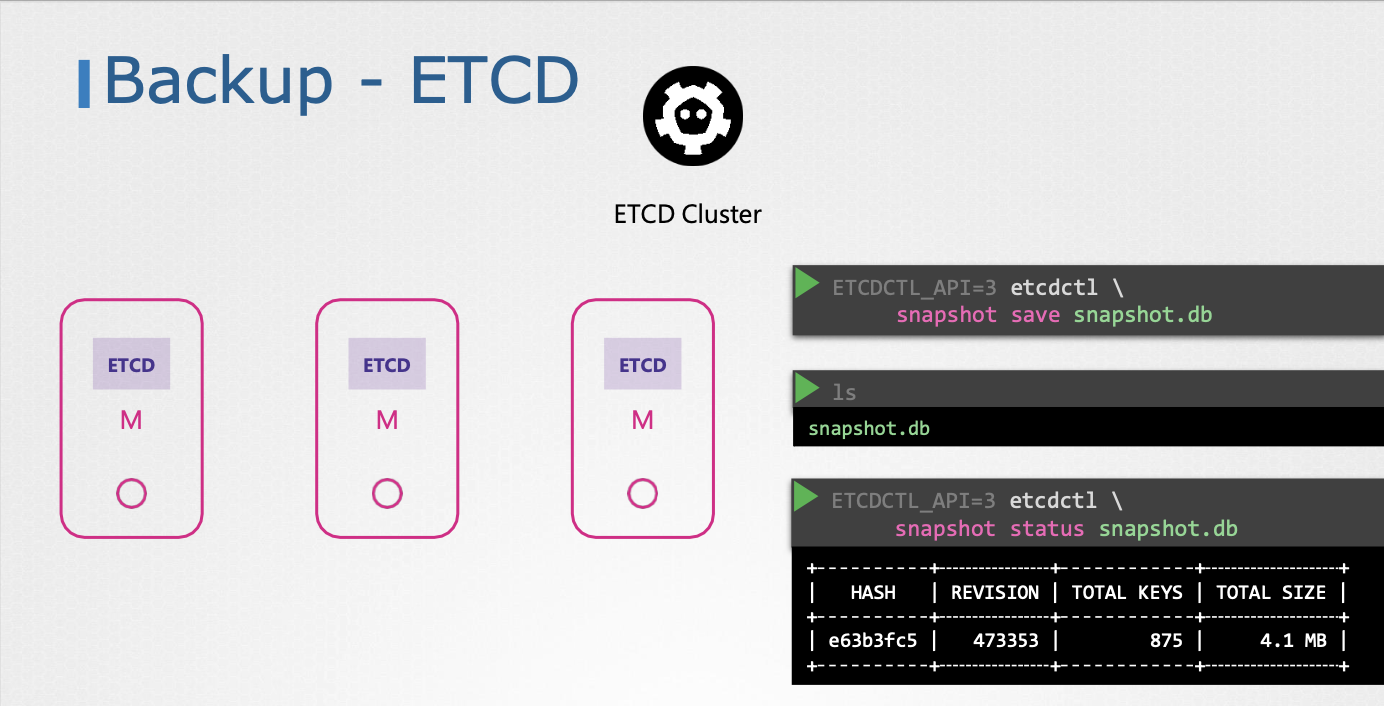 Backup - ETCD
ETCD Cluster
ETCD
M
ETCD
M
ETCD
M
ETCDCTL_API=3 etcdctl \
snapshot save snapshot.db
ls
snapshot.db
ETCDCTL_API=3 etcdctl \
snapshot status snapshot.db
+----------+----------+------------+------------+
| HASH | REVISION | TOTAL KEYS | TOTAL SIZE |
+----------+----------+------------+------------+
| e63b3fc5 | 473353 | 875 | 4.1 MB |
+----------+----------+------------+------------+